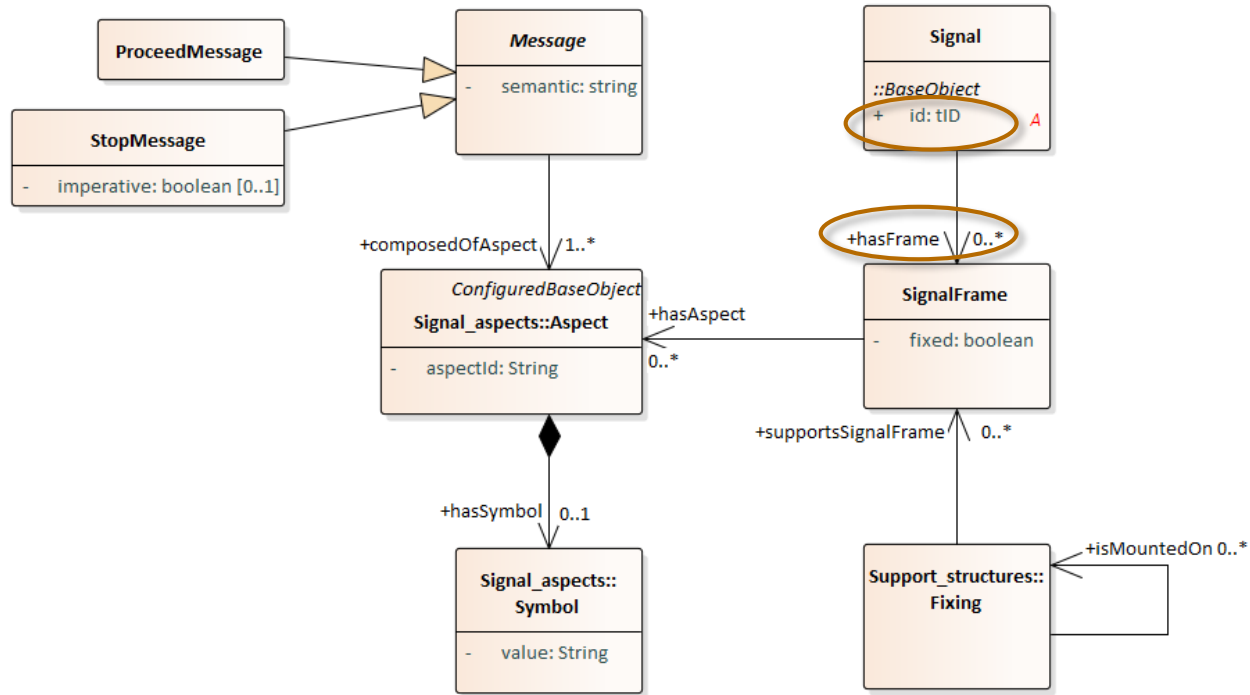 ProceedMessage
Message
- semantic: string
Signal
::BaseObject
+ id: tID
A
StopMessage
- imperative: boolean [0..1]
+composedOfAspect 1..*
+hasFrame 0..*
ConfiguredBaseObject
Signal_aspects::Aspect
- aspectId: String
+hasAspect
0..*
SignalFrame
- fixed: boolean
+supportsSignalFrame 0..*
+hasSymbol 0..1
Signal_aspects::
Symbol
- value: String
Support_structures::
Fixing
+isMountedOn 0..*